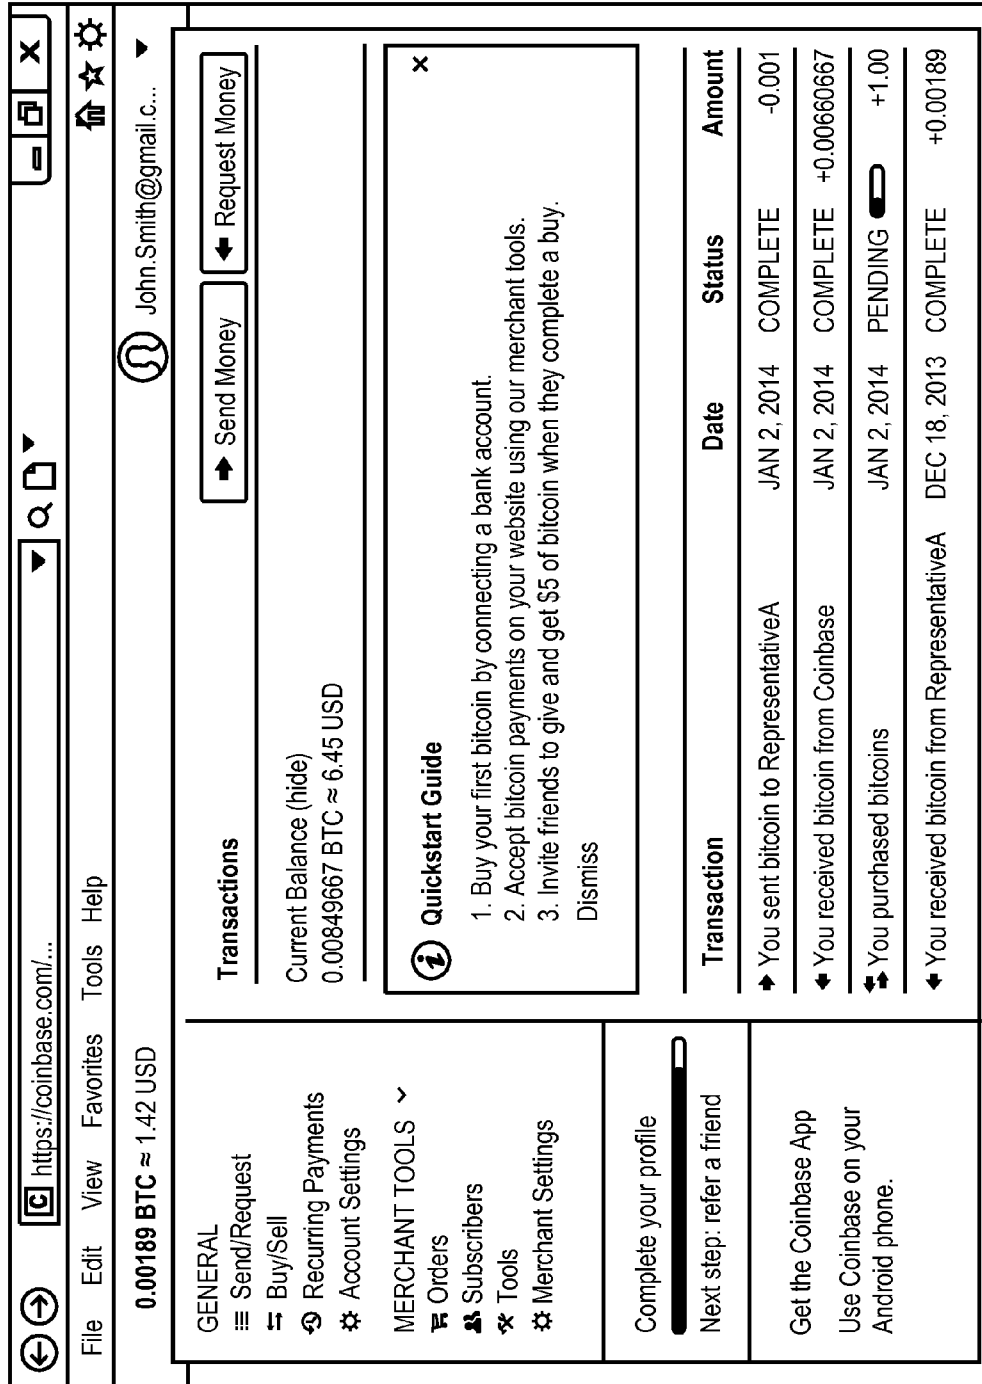 C https://coinbase.com/...
X
File Edit View Favorites Tools Help
0.00189 BTC ≈ 1.42 USD
John.Smith@gmail.c...
GENERAL
Send/Request
Buy/Sell
Recurring Payments
Account Settings
MERCHANT TOOLS
Orders
Subscribers
Tools
Merchant Settings
Complete your profile
Next step: refer a friend
Get the Coinbase App
Use Coinbase on your
Android phone.
Transactions
Send Money
Request Money
Current Balance (hide)
0.00849667 BTC ≈ 6.45 USD
i Quickstart Guide x
1. Buy your first bitcoin by connecting a bank account.
2. Accept bitcoin payments on your website using our merchant tools.
3. Invite friends to give and get $5 of bitcoin when they complete a buy.
Dismiss
Transaction Date Status Amount
You sent bitcoin to RepresentativeA JAN 2, 2014 COMPLETE -0.001
You received bitcoin from Coinbase JAN 2, 2014 COMPLETE +0.00660667
You purchased bitcoins JAN 2, 2014 PENDING +1.00
You received bitcoin from RepresentativeA DEC 18, 2013 COMPLETE +0.00189